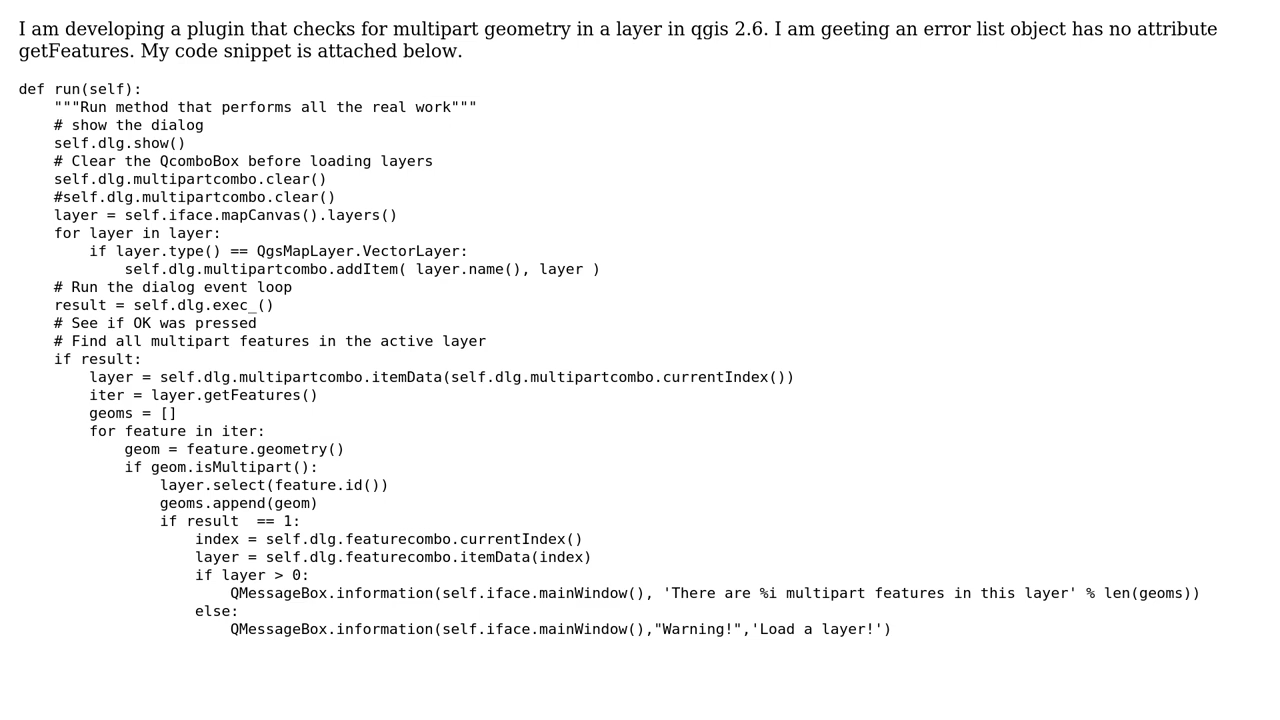 I am developing a plugin that checks for multipart geometry in a layer in qgis 2.6. I am geeting an error list object has no attribute
getFeatures. My code snippet is attached below.
def run(self):
    """Run method that performs all the real work"""
    # show the dialog
    self.dlg.show()
    # Clear the QcomboBox before loading layers
    self.dlg.multipartcombo.clear()
    #self.dlg.multipartcombo.clear()
    layer = self.iface.mapCanvas().layers()
    for layer in layer:
        if layer.type() == QgsMapLayer.VectorLayer:
            self.dlg.multipartcombo.addItem( layer.name(), layer )
    # Run the dialog event loop
    result = self.dlg.exec_()
    # See if OK was pressed
    # Find all multipart features in the active layer
    if result:
        layer = self.dlg.multipartcombo.itemData(self.dlg.multipartcombo.currentIndex())
        iter = layer.getFeatures()
        geoms = []
        for feature in iter:
            geom = feature.geometry()
            if geom.isMultipart():
                layer.select(feature.id())
                geoms.append(geom)
                if result  == 1:
                    index = self.dlg.featurecombo.currentIndex()
                    layer = self.dlg.featurecombo.itemData(index)
                    if layer > 0:
                        QMessageBox.information(self.iface.mainWindow(), 'There are %i multipart features in this layer' % len(geoms))
                    else:
                        QMessageBox.information(self.iface.mainWindow(),"Warning!",'Load a layer!')